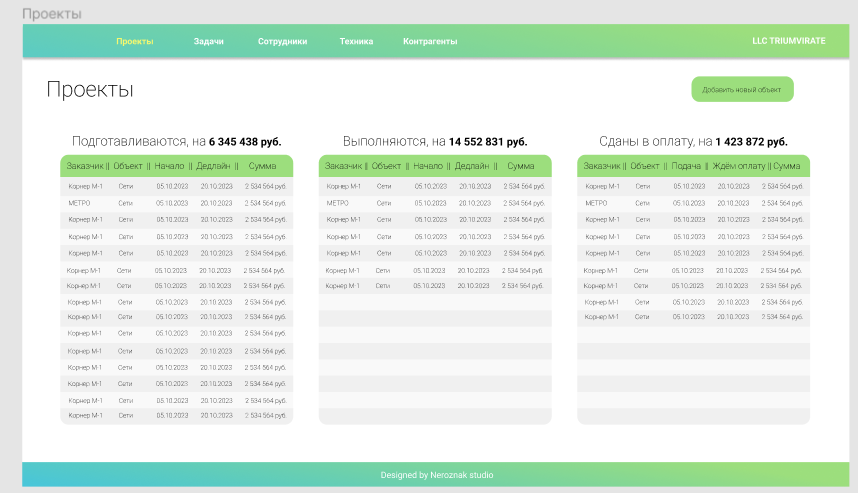 Проекты
Проекты Задачи Сотрудники Техника Контрагенты LLC TRIUMVIRATE
Проекты
Добавить новый объект
Подготавливаются, на 6 345 438 руб.
Заказчик || Объект || Начало || Дедлайн || Сумма
Корнер М-1 Сети 05.10.2023 20.10.2023 2 534 564 руб.
МЕТРО Сети 05.10.2023 20.10.2023 2 534 564 руб.
Корнер М-1 Сети 05.10.2023 20.10.2023 2 534 564 руб.
Корнер М-1 Сети 05.10.2023 20.10.2023 2 534 564 руб.
Корнер М-1 Сети 05.10.2023 20.10.2023 2 534 564 руб.
Корнер М-1 Сети 05.10.2023 20.10.2023 2 534 564 руб.
Корнер М-1 Сети 05.10.2023 20.10.2023 2 534 564 руб.
Корнер М-1 Сети 05.10.2023 20.10.2023 2 534 564 руб.
Корнер М-1 Сети 05.10.2023 20.10.2023 2 534 564 руб.
Корнер М-1 Сети 05.10.2023 20.10.2023 2 534 564 руб.
Корнер М-1 Сети 05.10.2023 20.10.2023 2 534 564 руб.
Корнер М-1 Сети 05.10.2023 20.10.2023 2 534 564 руб.
Корнер М-1 Сети 05.10.2023 20.10.2023 2 534 564 руб.
Корнер М-1 Сети 05.10.2023 20.10.2023 2 534 564 руб.
Корнер М-1 Сети 05.10.2023 20.10.2023 2 534 564 руб.
Выполняются, на 14 552 831 руб.
Заказчик || Объект || Начало || Дедлайн || Сумма
Корнер М-1 Сети 05.10.2023 20.10.2023 2 534 564 руб.
МЕТРО Сети 05.10.2023 20.10.2023 2 534 564 руб.
Корнер М-1 Сети 05.10.2023 20.10.2023 2 534 564 руб.
Корнер М-1 Сети 05.10.2023 20.10.2023 2 534 564 руб.
Корнер М-1 Сети 05.10.2023 20.10.2023 2 534 564 руб.
Корнер М-1 Сети 05.10.2023 20.10.2023 2 534 564 руб.
Корнер М-1 Сети 05.10.2023 20.10.2023 2 534 564 руб.
Сданы в оплату, на 1 423 872 руб.
Заказчик || Объект || Подача || Ждём оплату || Сумма
Корнер М-1 Сети 05.10.2023 20.10.2023 2 534 564 руб.
МЕТРО Сети 05.10.2023 20.10.2023 2 534 564 руб.
Корнер М-1 Сети 05.10.2023 20.10.2023 2 534 564 руб.
Корнер М-1 Сети 05.10.2023 20.10.2023 2 534 564 руб.
Корнер М-1 Сети 05.10.2023 20.10.2023 2 534 564 руб.
Корнер М-1 Сети 05.10.2023 20.10.2023 2 534 564 руб.
Корнер М-1 Сети 05.10.2023 20.10.2023 2 534 564 руб.
Корнер М-1 Сети 05.10.2023 20.10.2023 2 534 564 руб.
Корнер М-1 Сети 05.10.2023 20.10.2023 2 534 564 руб.
Designed by Neroznak studio